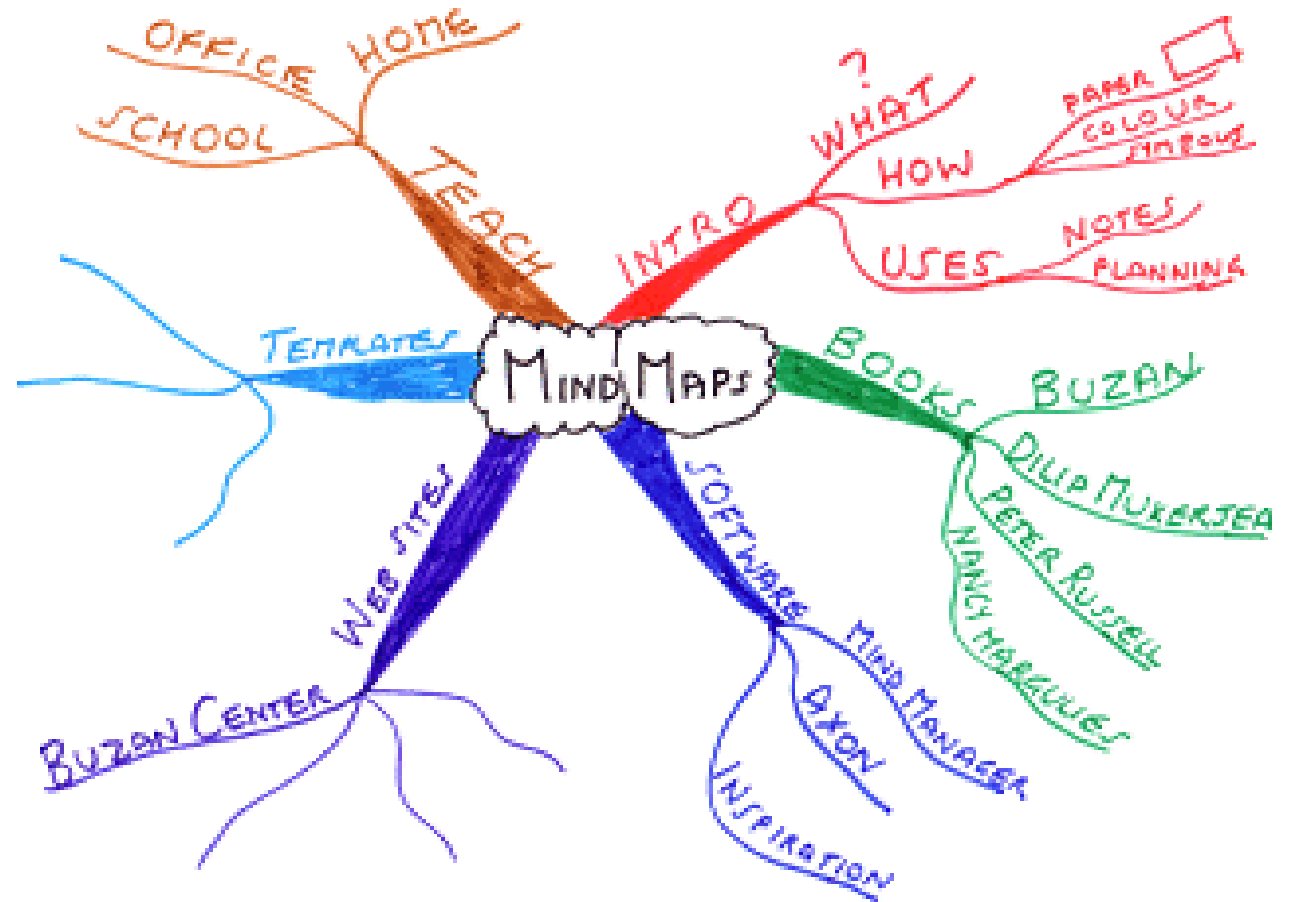 MIND MAPS
INTRO
?
WHAT
HOW
PAPER
COLOUR
SYMBOLS
USES
NOTES
PLANNING
BOOKS
BUZAN
DILIP MUKERJEA
PETER RUSSELL
NANCY MARGULIES
SOFTWARE
MIND MANAGER
AXON
INSPIRATION
WEB SITES
BUZAN CENTER
TEMPLATES
TEACH
SCHOOL
OFFICE
HOME